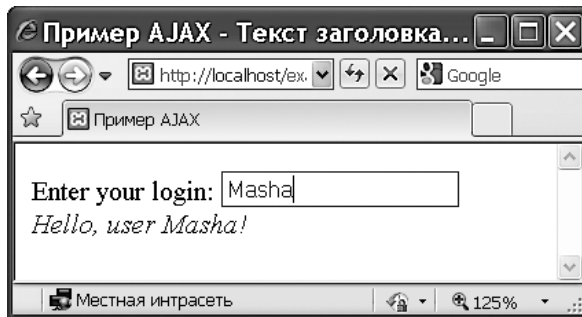 Пример AJAX - Текст заголовка...
http://localhost/ex. Google
Пример AJAX
Enter your login: Masha
Hello, user Masha!
Местная интрасеть 125%